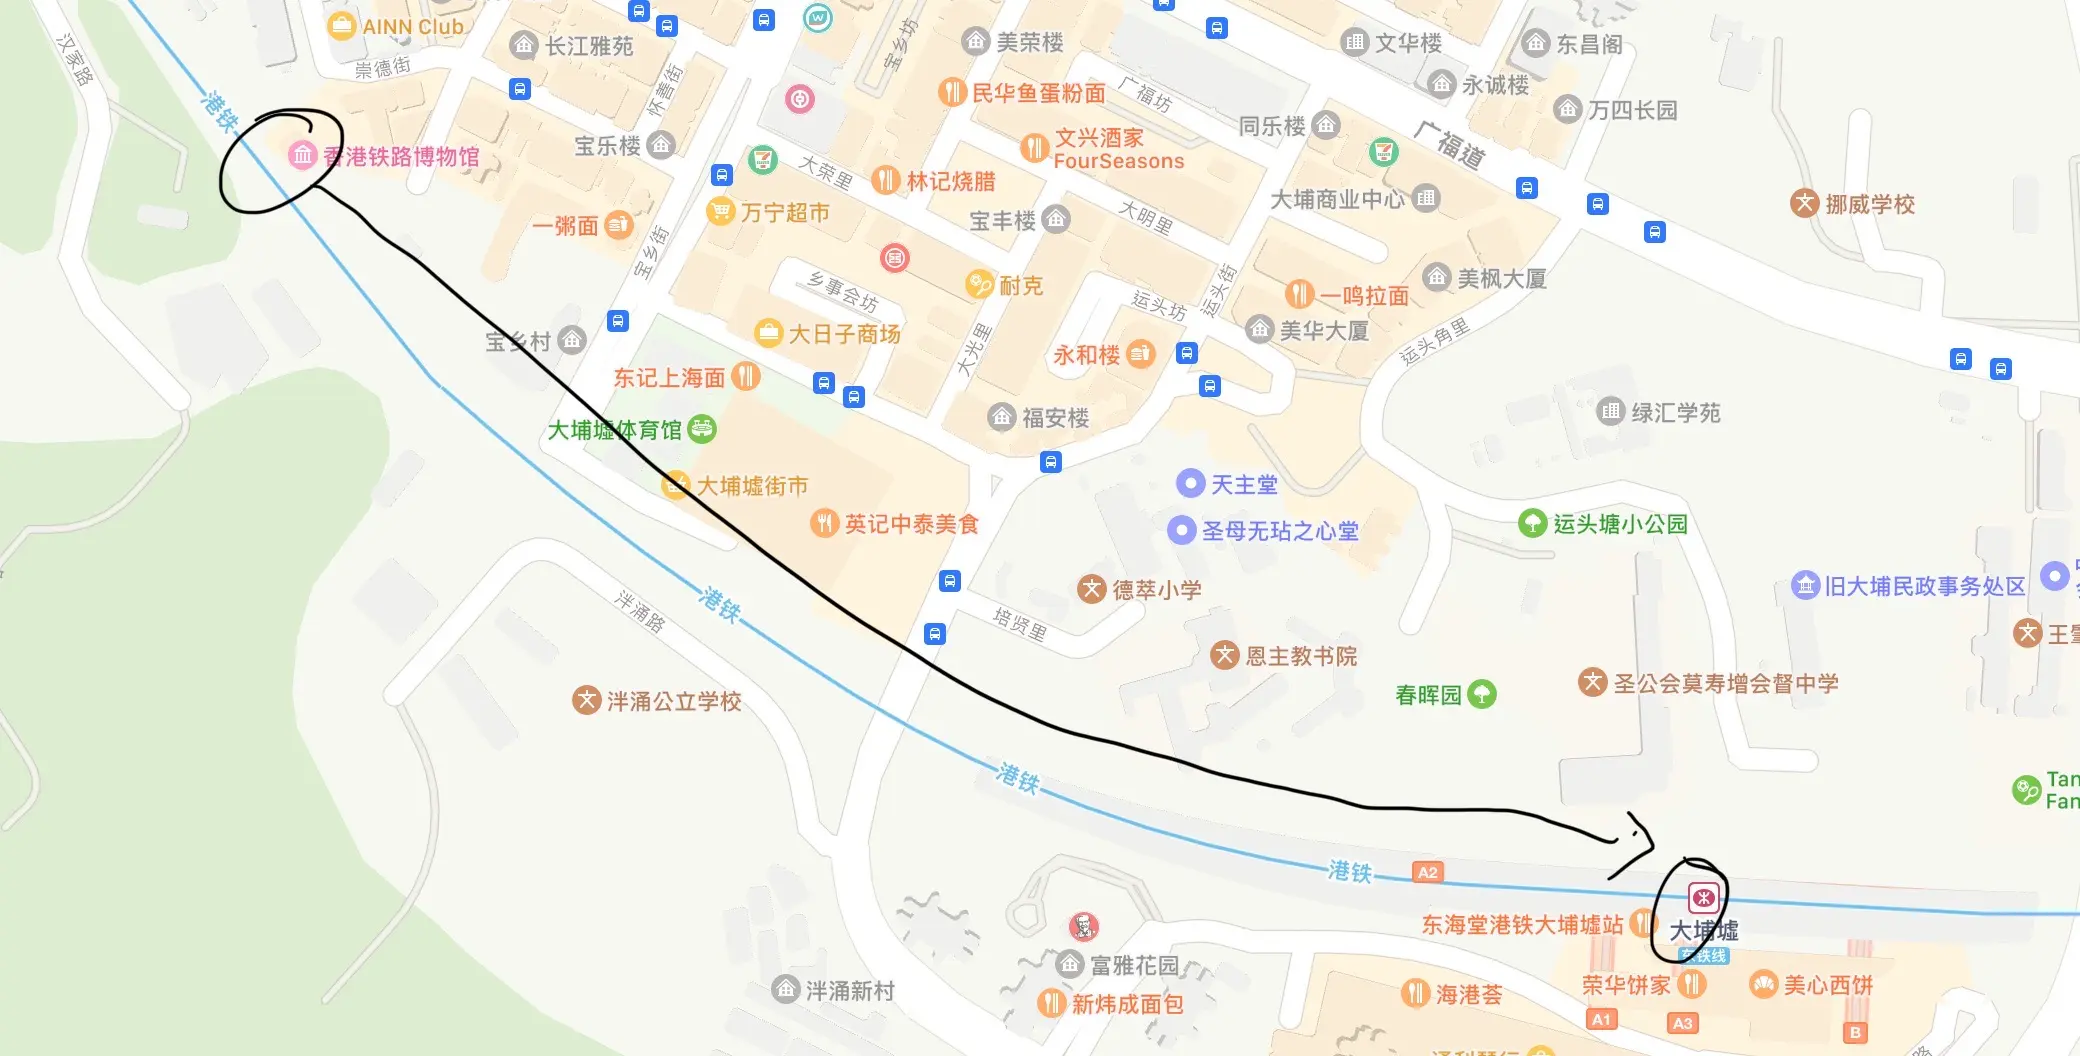 AINN Club
长江雅苑
美荣楼
文华楼
东昌阁
汉家路
崇德街
怀善街
宝乡坊
广福坊
永诚楼
港铁
民华鱼蛋粉面
万四长园
同乐楼
广福道
香港铁路博物馆
宝乐楼
文兴酒家
FourSeasons
大荣里
林记烧腊
大埔商业中心
挪威学校
一粥面
万宁超市
宝丰楼
大明里
宝乡街
乡事会坊
耐克
运头坊
运头街
一鸣拉面
美枫大厦
宝乡村
大日子商场
大光里
永和楼
美华大厦
运头角里
东记上海面
大埔墟体育馆
福安楼
绿汇学苑
大埔墟街市
天主堂
英记中泰美食
圣母无玷之心堂
运头塘小公园
港铁
泮涌路
德萃小学
旧大埔民政事务处区
培贤里
王肇
恩主教书院
泮涌公立学校
春晖园
圣公会莫寿增会督中学
港铁
Tan
Fan
港铁
A2
东海堂港铁大埔墟站
大埔墟
东铁线
富雅花园
泮涌新村
新炜成面包
海港荟
荣华饼家
美心西饼
A1
A3
B